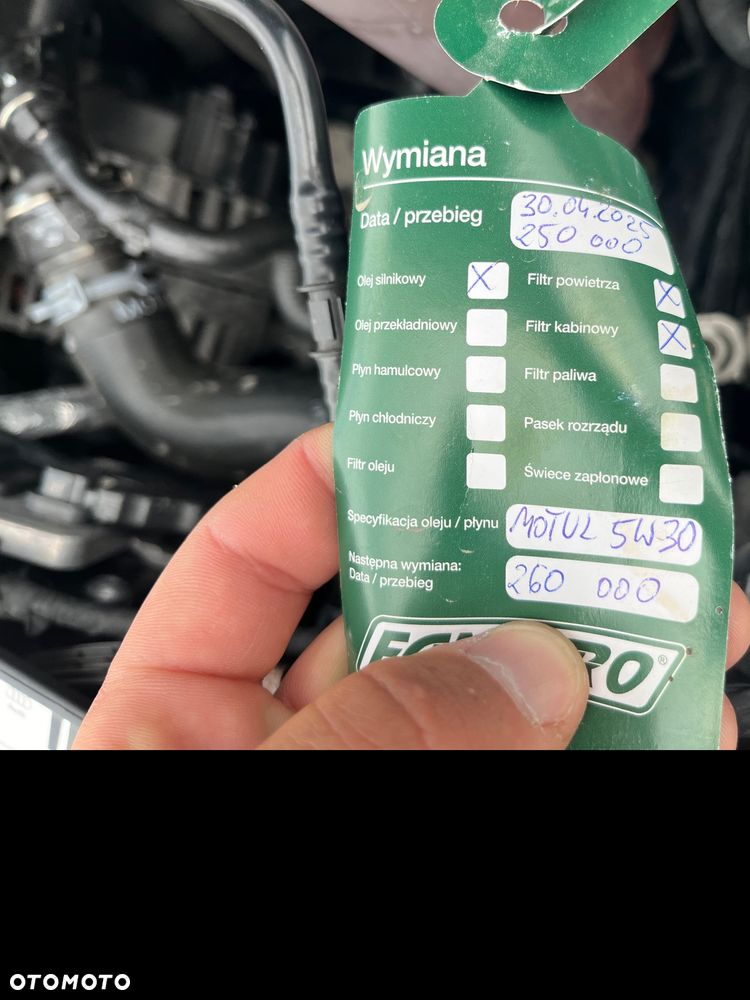 Wymiana
Data / przebieg 30.04.2025
250 000
Olej silnikowy X Filtr powietrza X
Olej przekładniowy Filtr kabinowy X
Płyn hamulcowy Filtr paliwa
Płyn chłodniczy Pasek rozrządu
Filtr oleju Świece zapłonowe
Specyfikacja oleju / płynu MOTUL 5W30
Następna wymiana:
Data / przebieg 260 000
OTOMOTO